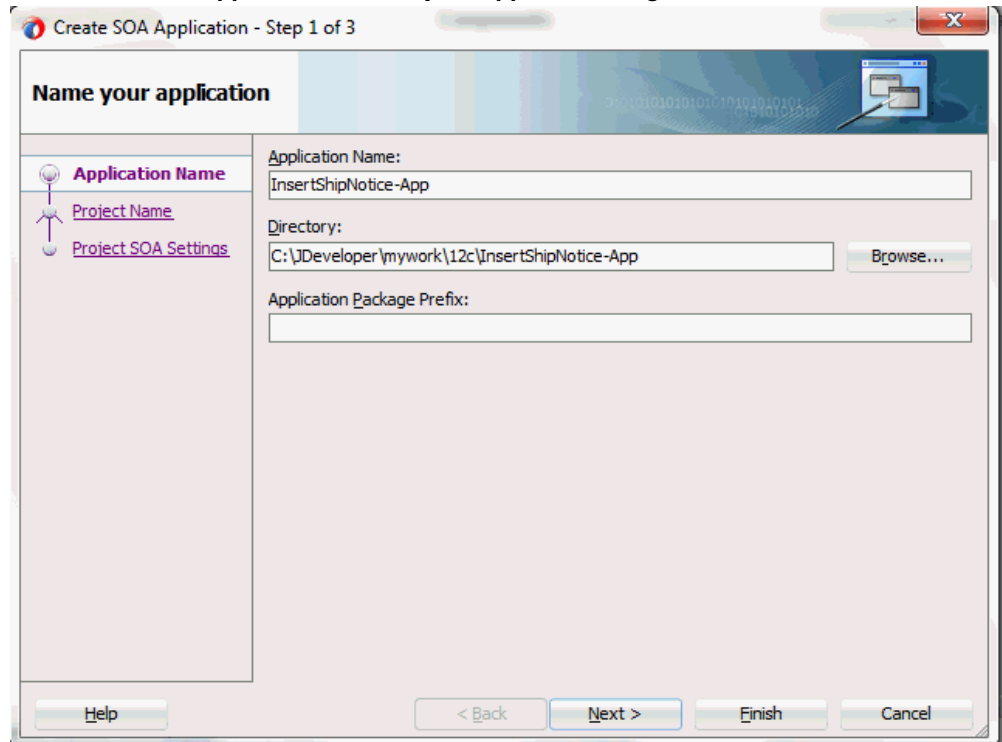 Create SOA Application - Step 1 of 3
Name your application
Application Name
Project Name
Project SOA Settings
Application Name:
InsertShipNotice-App
Directory:
C:\JDeveloper\mywork\12c\InsertShipNotice-App
Browse...
Application Package Prefix:
Help
< Back
Next >
Finish
Cancel